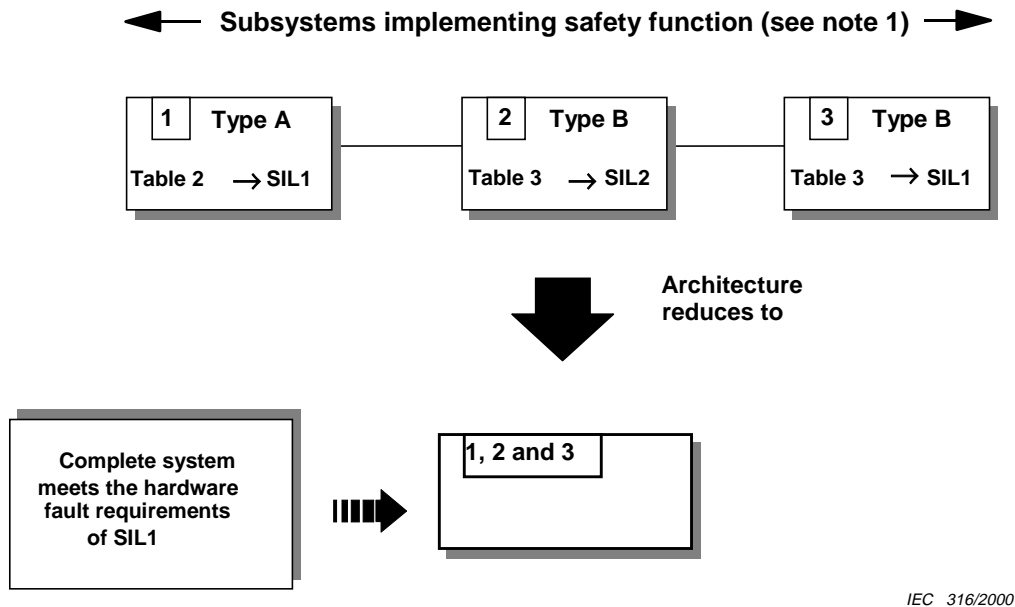 Subsystems implementing safety function (see note 1)
1 Type A
Table 2 → SIL1
2 Type B
Table 3 → SIL2
3 Type B
Table 3 → SIL1
Architecture
reduces to
Complete system
meets the hardware
fault requirements
of SIL1
1, 2 and 3
IEC 316/2000